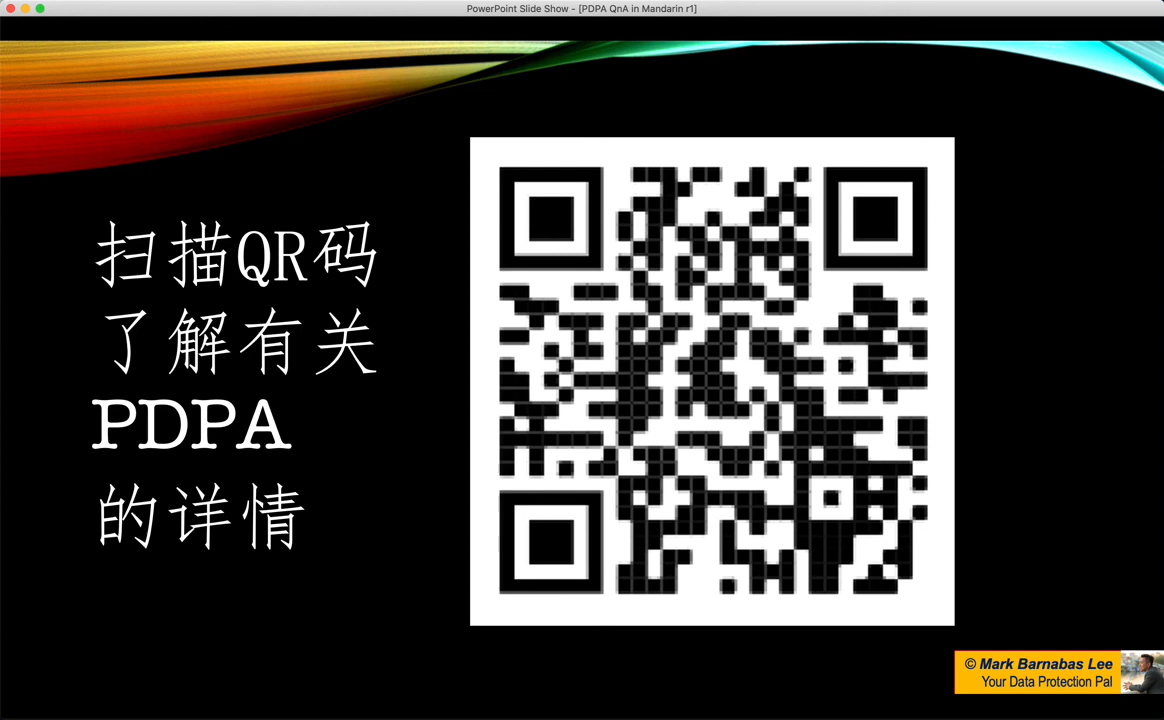 PowerPoint Slide Show - [PDPA QnA in Mandarin r1]
扫描QR码
了解有关
PDPA
的详情
© Mark Barnabas Lee
Your Data Protection Pal